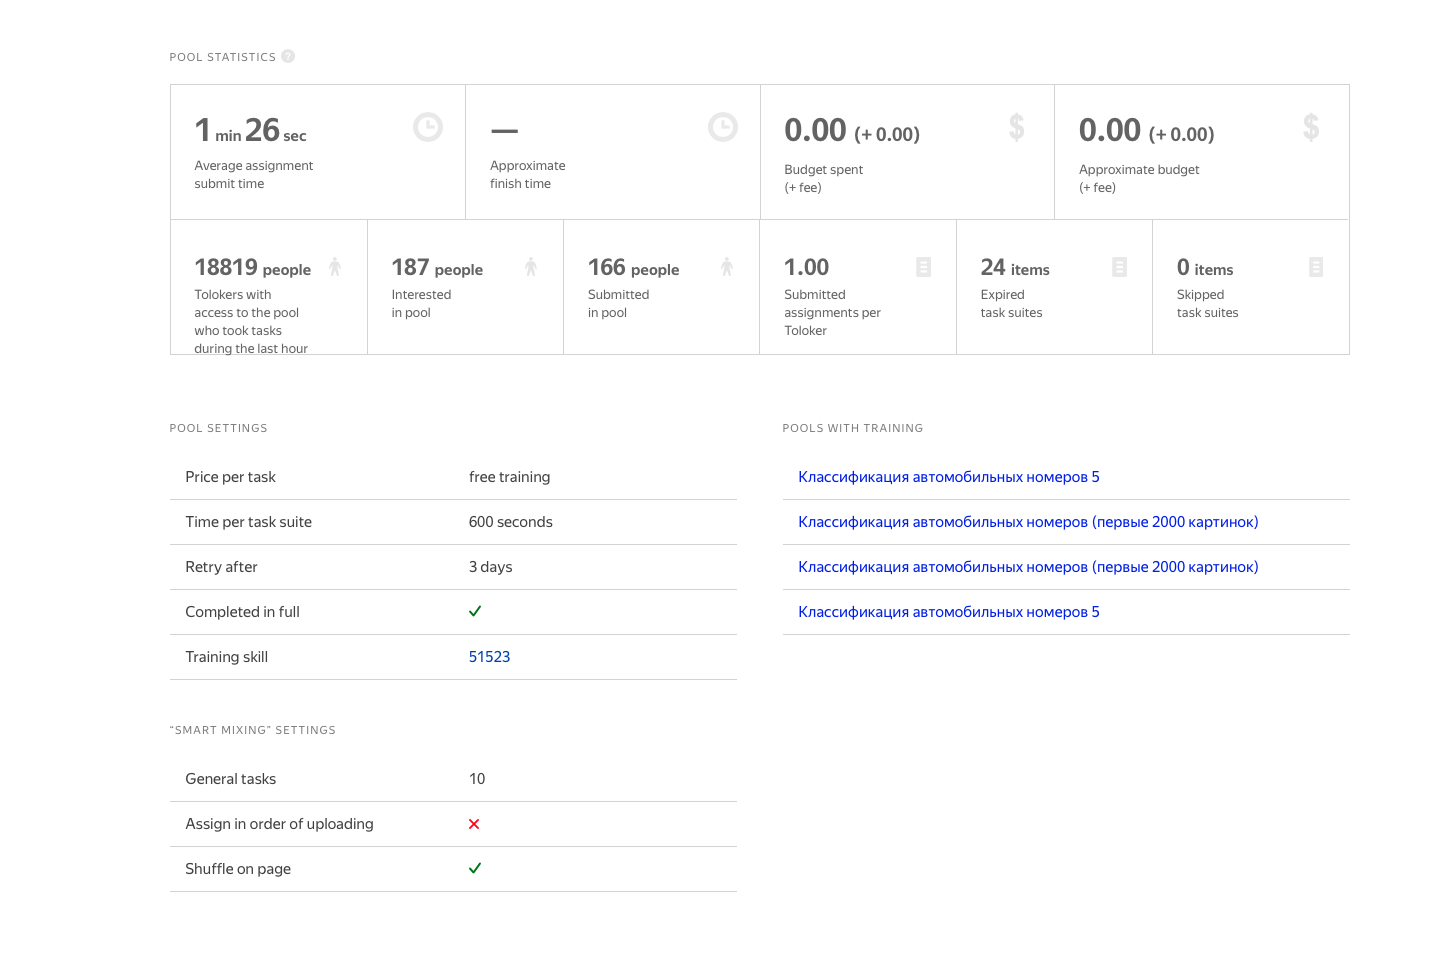 POOL STATISTICS ?
1 min 26 sec
Average assignment
submit time
—
Approximate
finish time
0.00 (+ 0.00)
Budget spent
(+ fee)
$
0.00 (+ 0.00)
Approximate budget
(+ fee)
$
18819 people
Tolokers with
access to the pool
who took tasks
during the last hour
187 people
Interested
in pool
166 people
Submitted
in pool
1.00
Submitted
assignments per
Toloker
24 items
Expired
task suites
0 items
Skipped
task suites
POOL SETTINGS
Price per task free training
Time per task suite 600 seconds
Retry after 3 days
Completed in full
Training skill 51523
POOLS WITH TRAINING
Классификация автомобильных номеров 5
Классификация автомобильных номеров (первые 2000 картинок)
Классификация автомобильных номеров (первые 2000 картинок)
Классификация автомобильных номеров 5
“SMART MIXING” SETTINGS
General tasks 10
Assign in order of uploading
Shuffle on page